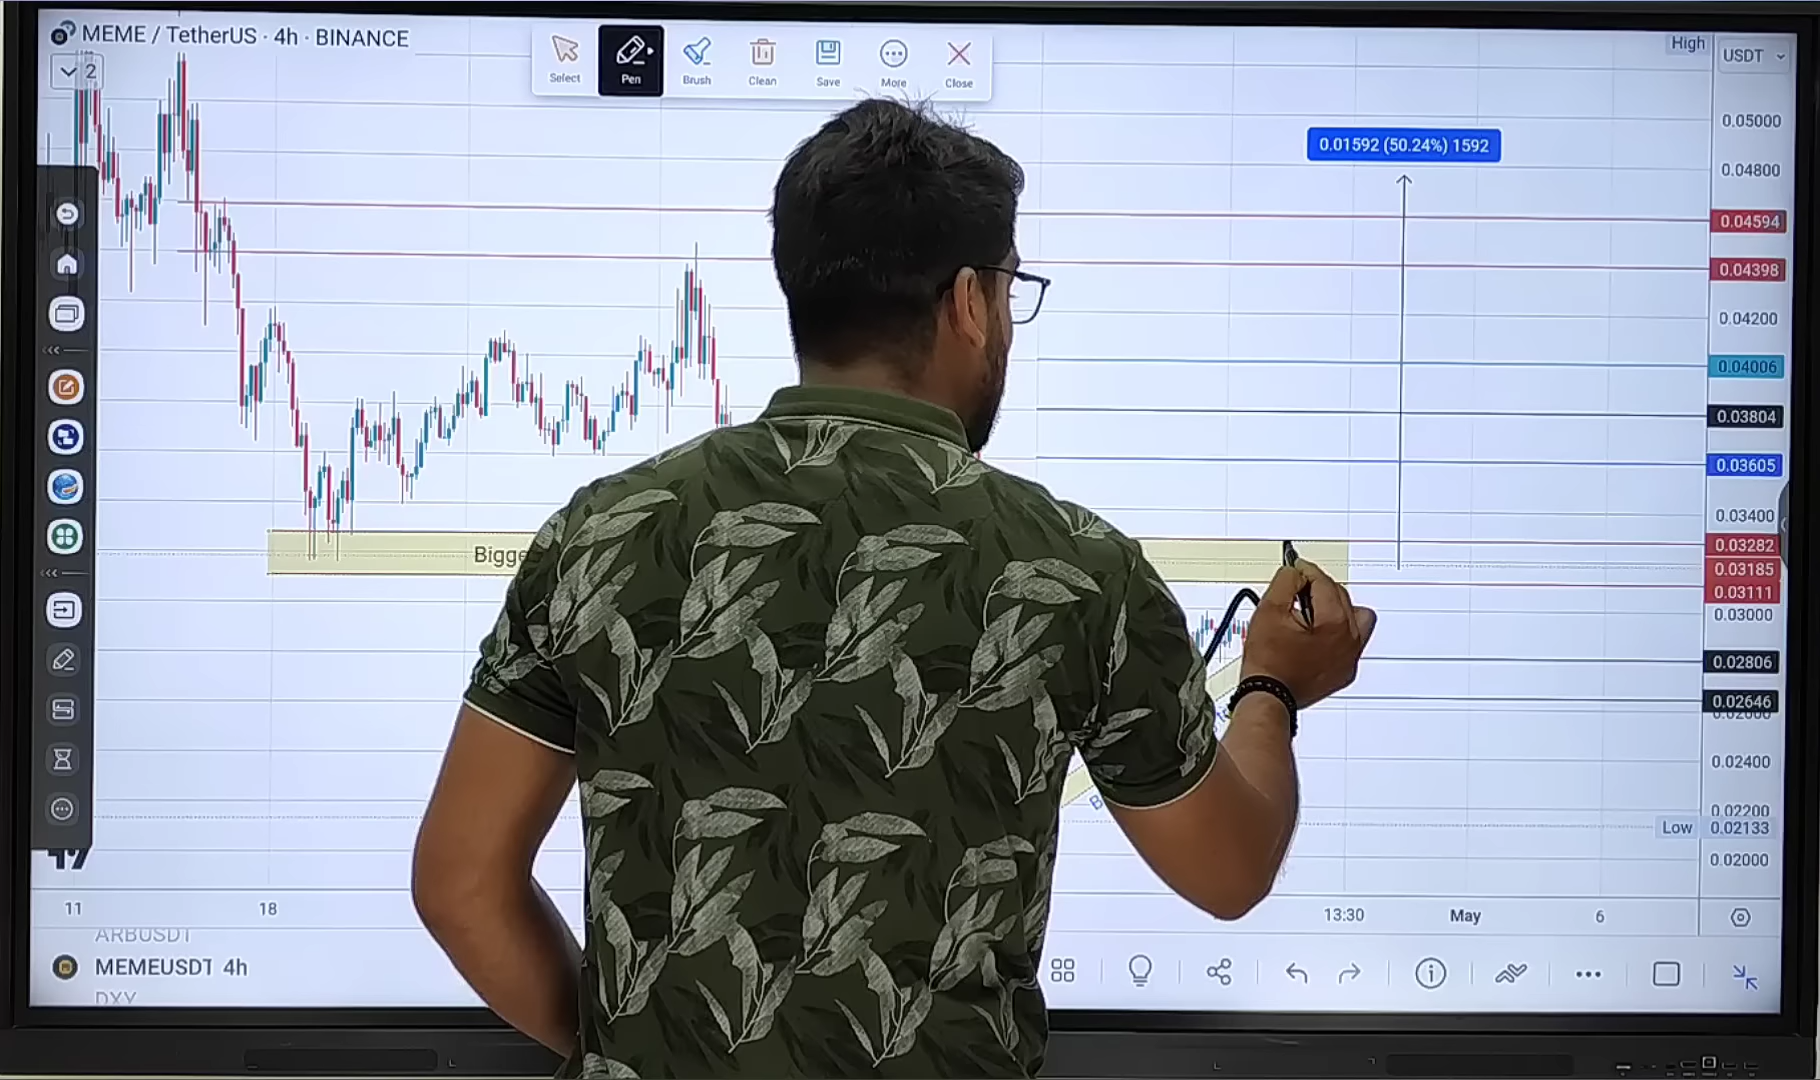 MEME / TetherUS · 4h · BINANCE
2
Select
Pen
Brush
Clean
Save
More
Close
High
USDT
0.05000
0.01592 (50.24%) 1592
0.04800
0.04594
0.04398
0.04200
0.04006
0.03804
0.03605
0.03400
0.03282
0.03185
0.03111
0.03000
0.02806
0.02646
0.02400
0.02200
Low 0.02133
0.02000
11
18
13:30
May
6
ARBUSDT
MEMEUSDT 4h
DXY